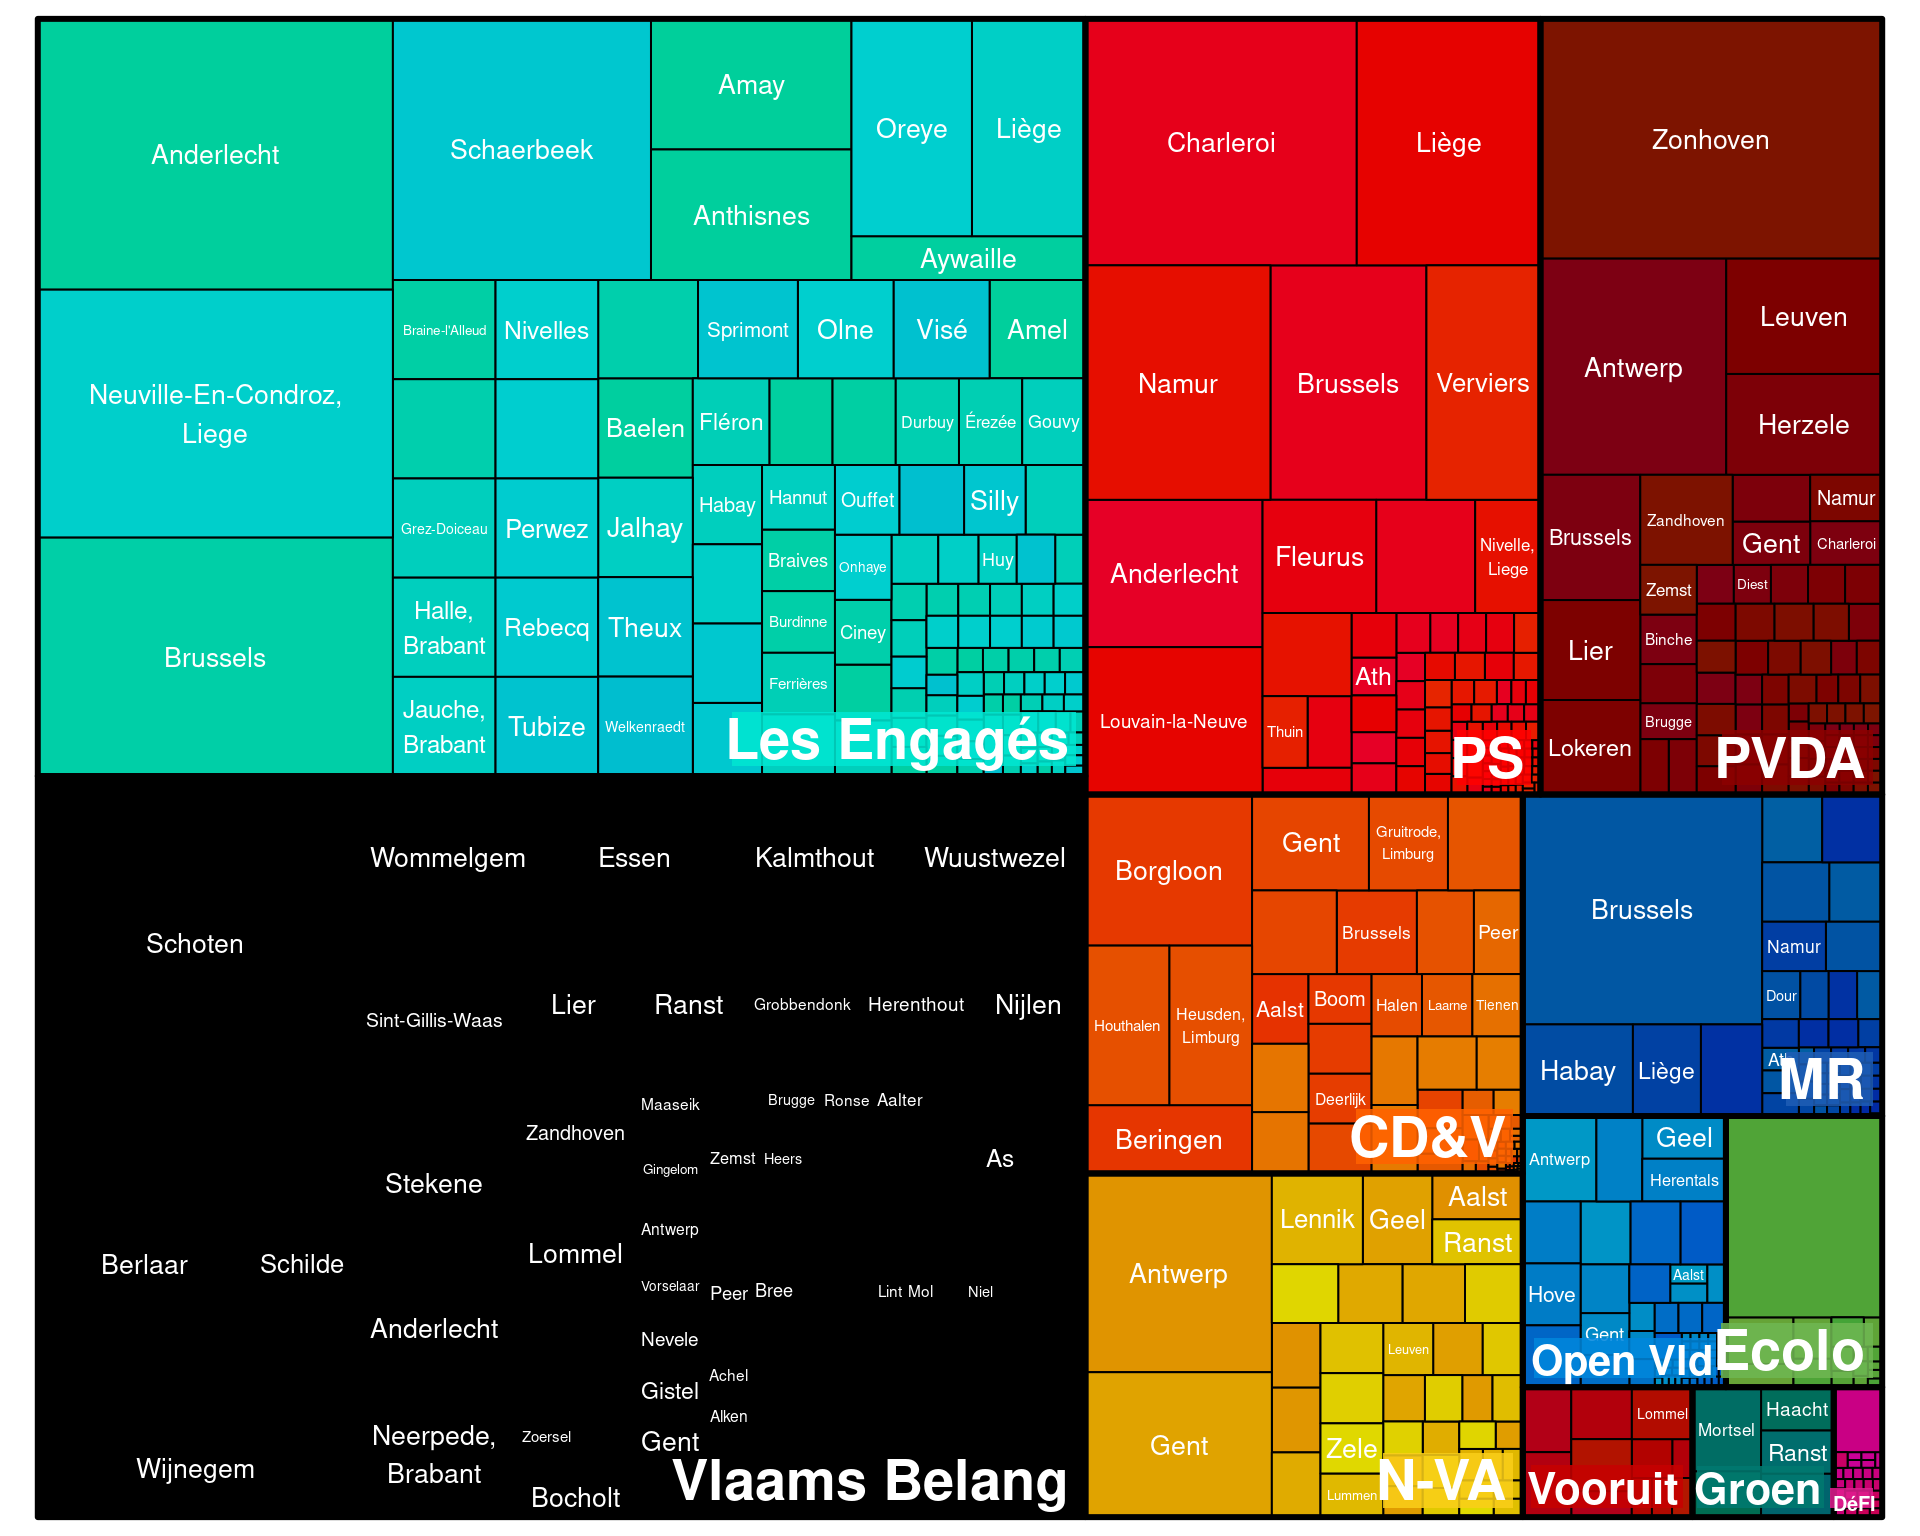 Anderlecht
Neuville-En-Condroz,
Liege
Brussels
Schaerbeek
Amay
Anthisnes
Oreye
Liège
Aywaille
Braine-l'Alleud
Nivelles
Sprimont
Olne
Visé
Amel
Baelen
Fléron
Durbuy
Érezée
Gouvy
Grez-Doiceau
Perwez
Jalhay
Habay
Hannut
Ouffet
Silly
Braives
Onhaye
Huy
Halle,
Brabant
Rebecq
Theux
Burdinne
Ciney
Ferrières
Jauche,
Brabant
Tubize
Welkenraedt
Les Engagés
Charleroi
Liège
Namur
Brussels
Verviers
Anderlecht
Fleurus
Nivelle,
Liege
Ath
Louvain-la-Neuve
Thuin
PS
Zonhoven
Antwerp
Leuven
Herzele
Brussels
Zandhoven
Namur
Gent
Charleroi
Zemst
Diest
Lier
Binche
Brugge
Lokeren
PVDA
Wommelgem
Essen
Kalmthout
Wuustwezel
Schoten
Sint-Gillis-Waas
Lier
Ranst
Grobbendonk
Herenthout
Nijlen
Maaseik
Brugge
Ronse
Aalter
Zandhoven
Gingelom
Zemst
Heers
As
Stekene
Antwerp
Berlaar
Schilde
Lommel
Vorselaar
Peer
Bree
Lint
Mol
Niel
Anderlecht
Nevele
Achel
Gistel
Alken
Neerpede,
Brabant
Zoersel
Gent
Wijnegem
Bocholt
Vlaams Belang
Borgloon
Gent
Gruitrode,
Limburg
Brussels
Peer
Houthalen
Heusden,
Limburg
Aalst
Boom
Halen
Laarne
Tienen
Deerlijk
Beringen
CD&V
Brussels
Namur
Dour
Habay
Liège
MR
Antwerp
Geel
Herentals
Hove
Aalst
Gent
Open Vld
Ecolo
Antwerp
Lennik
Geel
Aalst
Ranst
Leuven
Gent
Zele
Lummen
N-VA
Lommel
Vooruit
Mortsel
Haacht
Ranst
Groen
DéFI